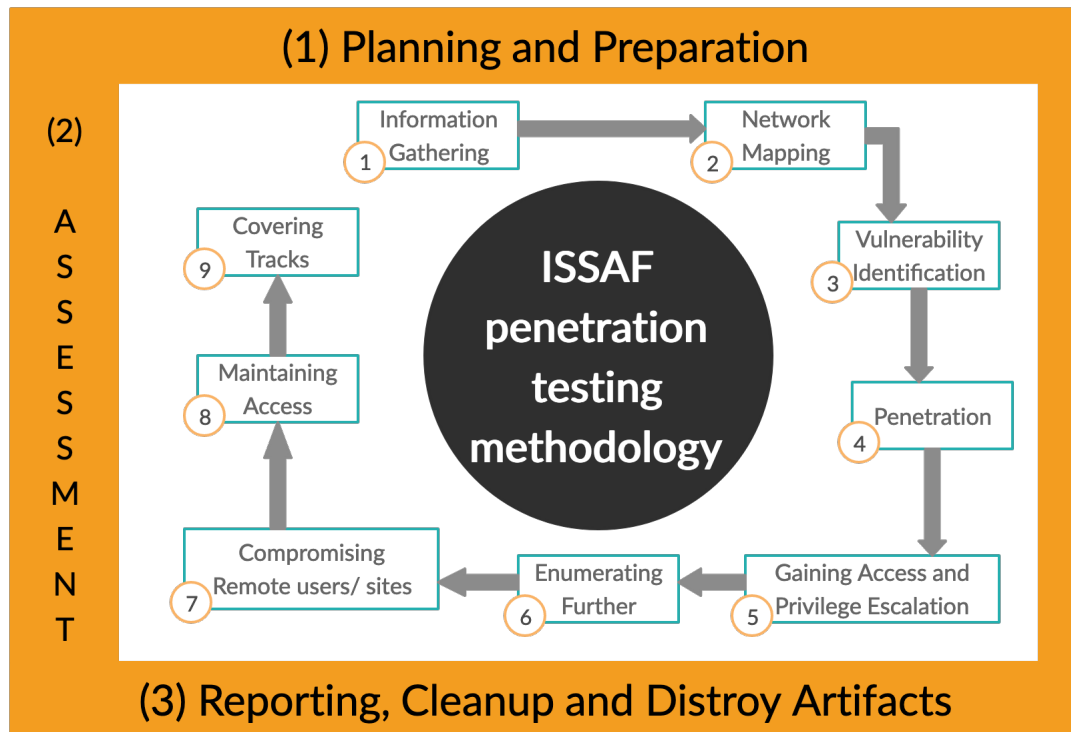 (1) Planning and Preparation
(2)
A
S
S
E
S
S
M
E
N
T
Information
Gathering
1
Network
Mapping
2
Vulnerability
Identification
3
Penetration
4
Gaining Access and
Privilege Escalation
5
Enumerating
Further
6
Compromising
Remote users/ sites
7
Maintaining
Access
8
Covering
Tracks
9
ISSAF
penetration
testing
methodology
(3) Reporting, Cleanup and Distroy Artifacts